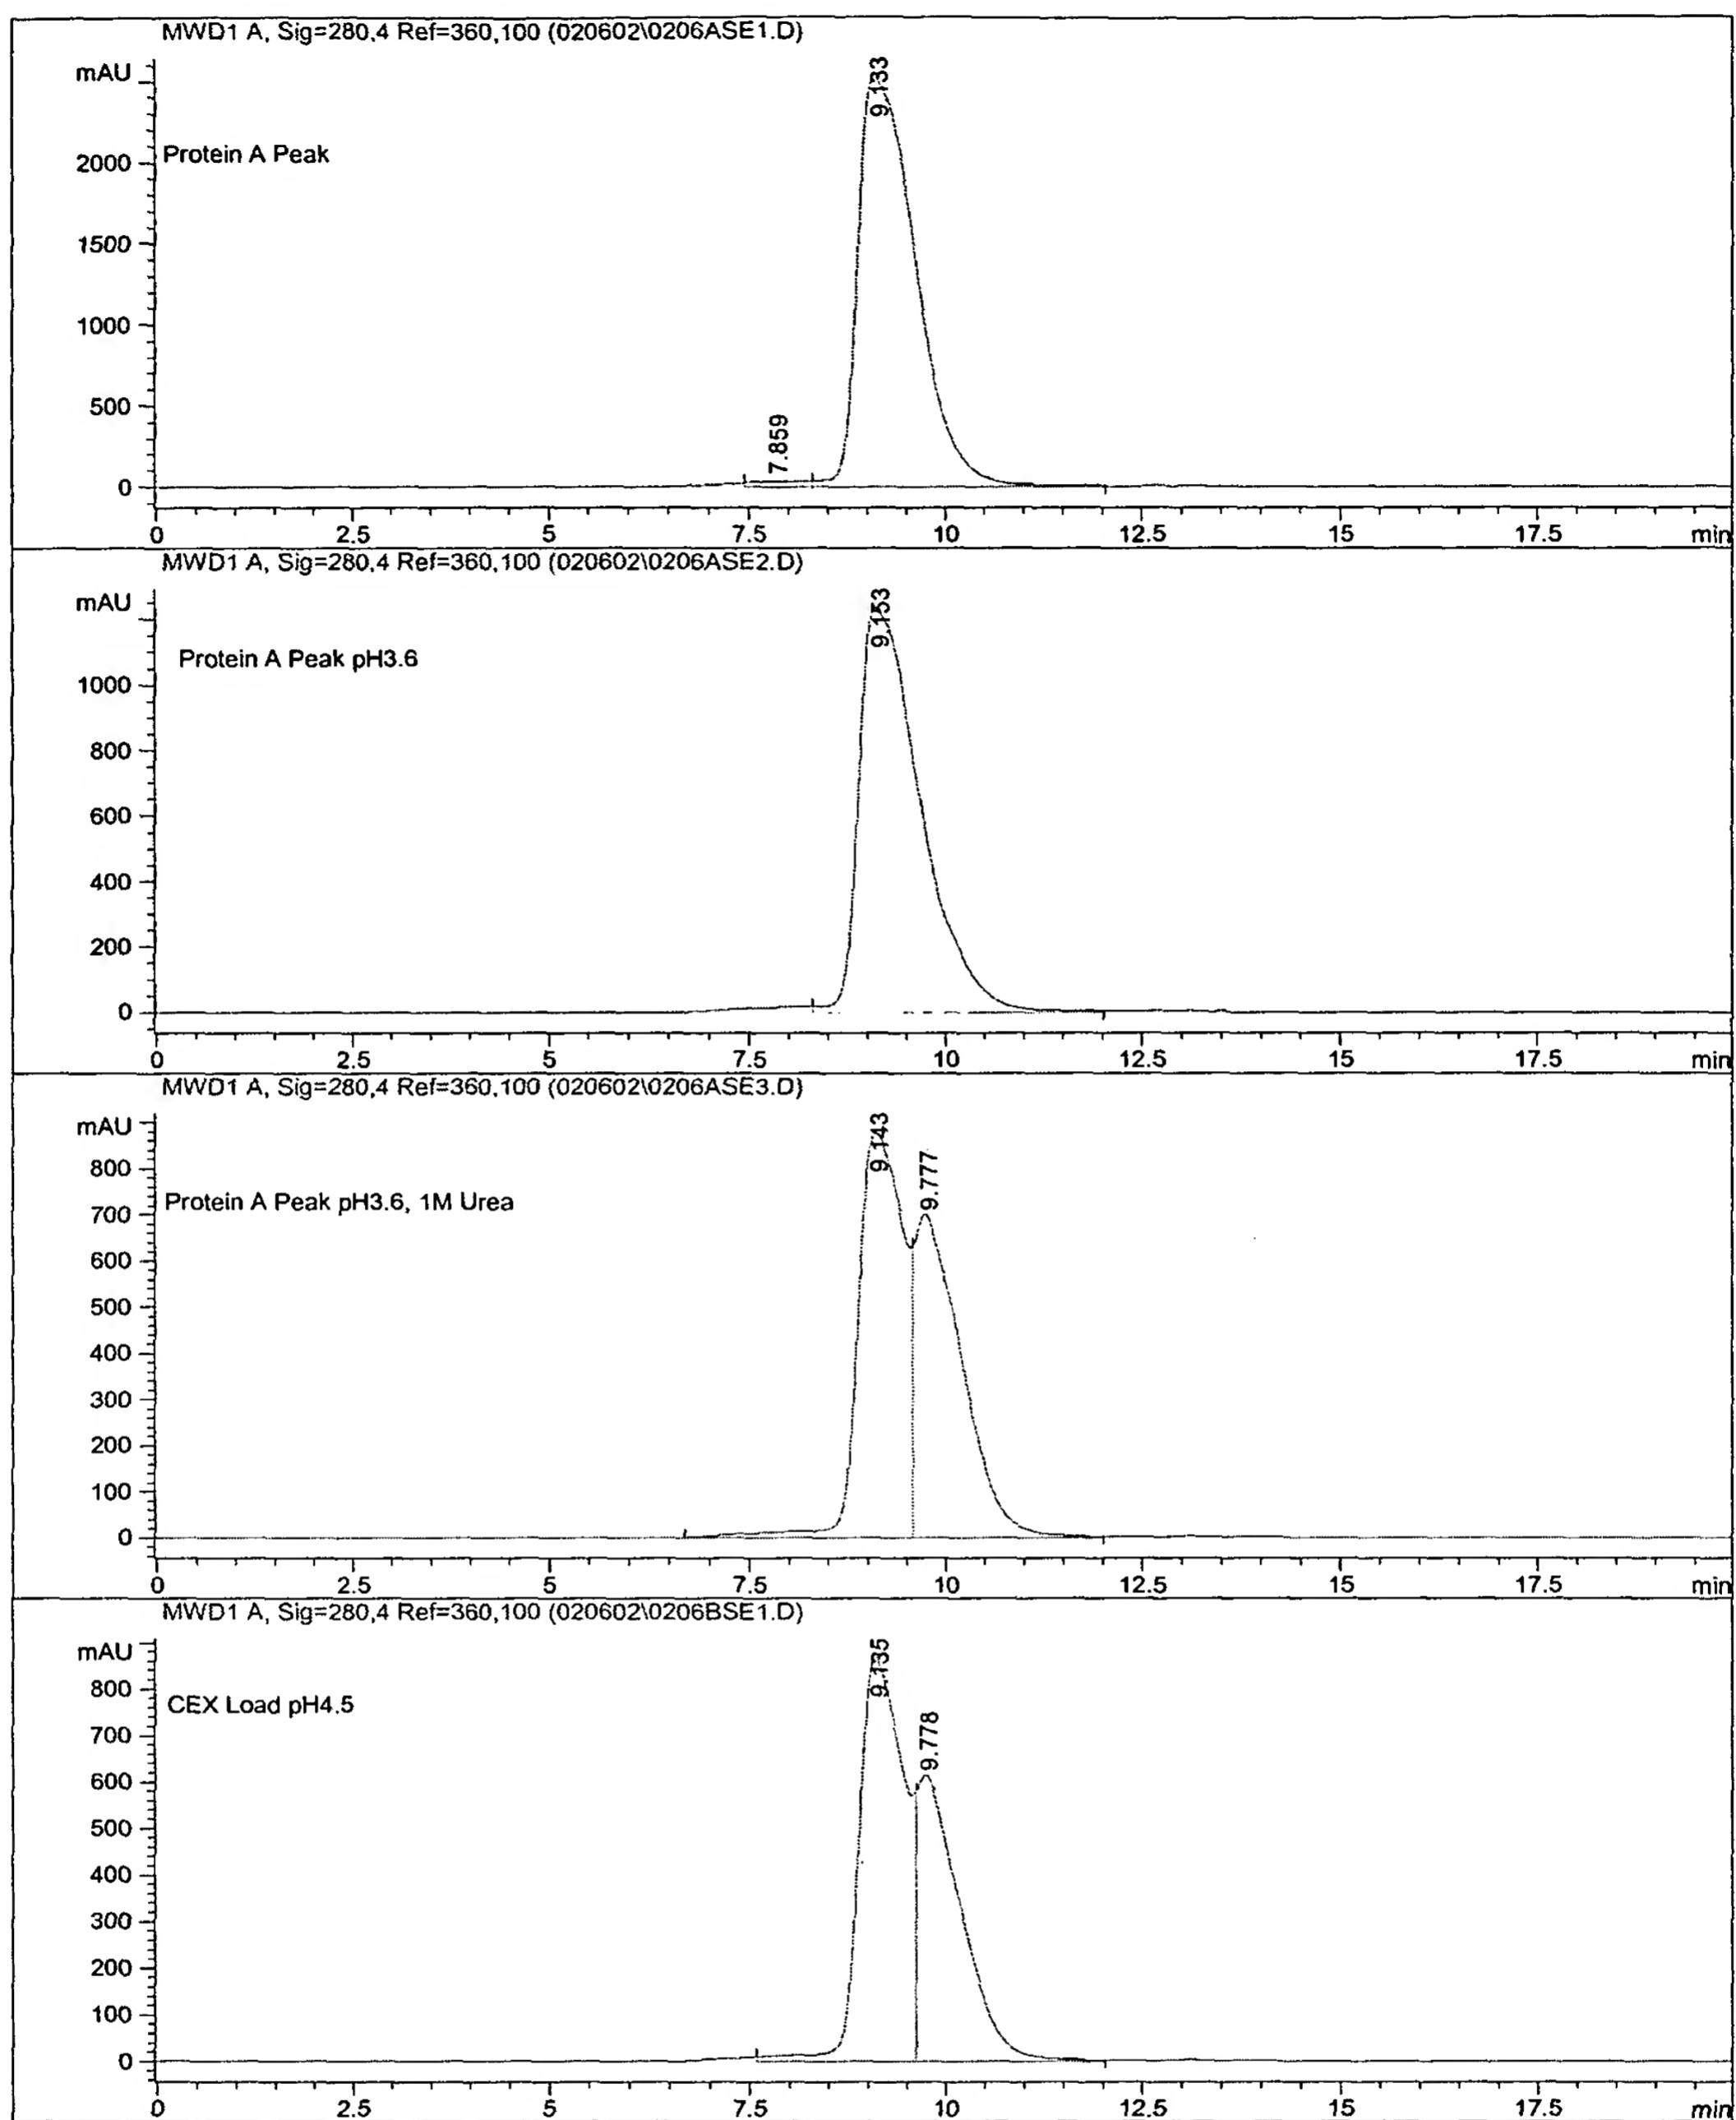 MWD1 A, Sig=280,4 Ref=360,100 (020602\0206ASE1.D)
mAU
9.133
Protein A Peak
2000
1500
1000
500
7.859
0
0 2.5 5 7.5 10 12.5 15 17.5 min
MWD1 A, Sig=280,4 Ref=360,100 (020602\0206ASE2.D)
mAU
9.153
Protein A Peak pH3.6
1000
800
600
400
200
0
0 2.5 5 7.5 10 12.5 15 17.5 min
MWD1 A, Sig=280,4 Ref=360,100 (020602\0206ASE3.D)
mAU
9.143
9.777
800
Protein A Peak pH3.6, 1M Urea
700
600
500
400
300
200
100
0
0 2.5 5 7.5 10 12.5 15 17.5 min
MWD1 A, Sig=280,4 Ref=360,100 (020602\0206BSE1.D)
mAU
9.135
9.778
800
CEX Load pH4.5
700
600
500
400
300
200
100
0
0 2.5 5 7.5 10 12.5 15 17.5 min